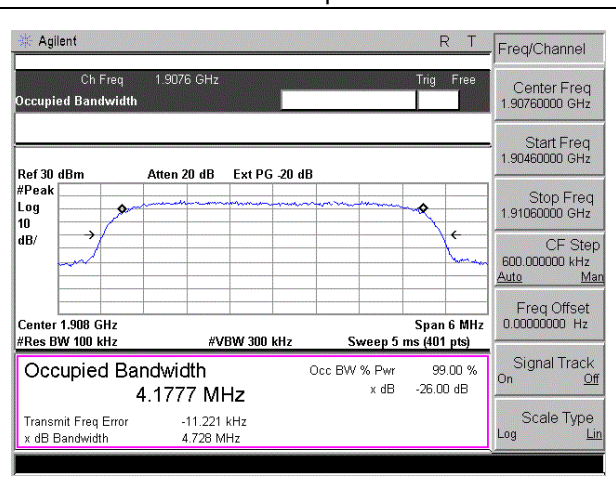 Agilent R T
Ch Freq 1.9076 GHz Trig Free
Occupied Bandwidth
Ref 30 dBm Atten 20 dB Ext PG -20 dB
#Peak
Log
10
dB/
Center 1.908 GHz Span 6 MHz
#Res BW 100 kHz #VBW 300 kHz Sweep 5 ms (401 pts)
Occupied Bandwidth Occ BW % Pwr 99.00 %
4.1777 MHz x dB -26.00 dB
Transmit Freq Error -11.221 kHz
x dB Bandwidth 4.728 MHz
Freq/Channel
Center Freq
1.90760000 GHz
Start Freq
1.90460000 GHz
Stop Freq
1.91060000 GHz
CF Step
600.000000 kHz
Auto Man
Freq Offset
0.00000000 Hz
Signal Track
On Off
Scale Type
Log Lin